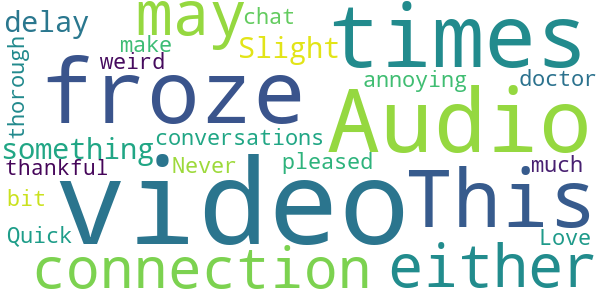 delay
may
chat
times
make
Slight
thorough
weird
froze
annoying
doctor
Audio
something
conversations
thankful
Never
pleased
much
video
This
bit
Quick
Love
connection
either